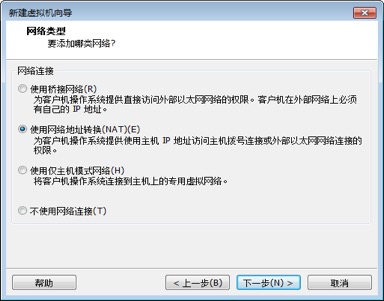 新建虚拟机向导
网络类型
要添加哪类网络?
网络连接
使用桥接网络(R)
为客户机操作系统提供直接访问外部以太网网络的权限。客户机在外部网络上必须
有自己的 IP 地址。
使用网络地址转换(NAT)(E)
为客户机操作系统提供使用主机 IP 地址访问主机拨号连接或外部以太网网络连接的
权限。
使用仅主机模式网络(H)
将客户机操作系统连接到主机上的专用虚拟网络。
不使用网络连接(T)
帮助
< 上一步(B)
下一步(N) >
取消